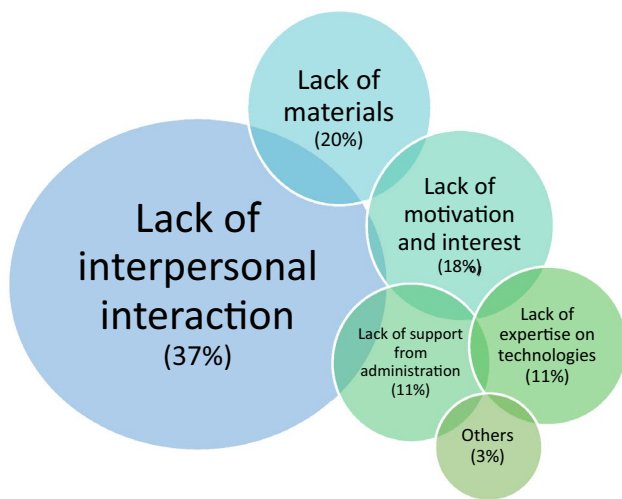 Lack of
materials
(20%)
Lack of
interpersonal
interaction
(37%)
Lack of
motivation
and interest
(18%)
Lack of support
from
administration
(11%)
Lack of
expertise on
technologies
(11%)
Others
(3%)